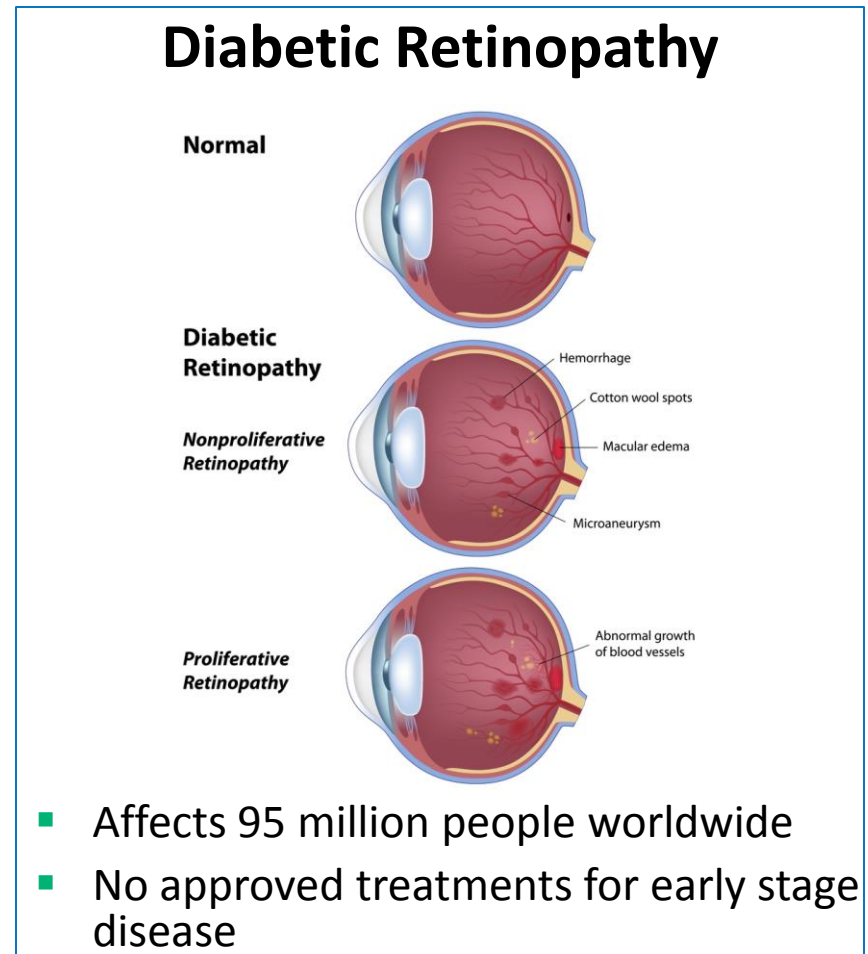 Diabetic Retinopathy
Normal
Diabetic
Retinopathy
Nonproliferative
Retinopathy
Hemorrhage
Cotton wool spots
Macular edema
Microaneurysm
Proliferative
Retinopathy
Abnormal growth
of blood vessels
▪ Affects 95 million people worldwide
▪ No approved treatments for early stage
disease